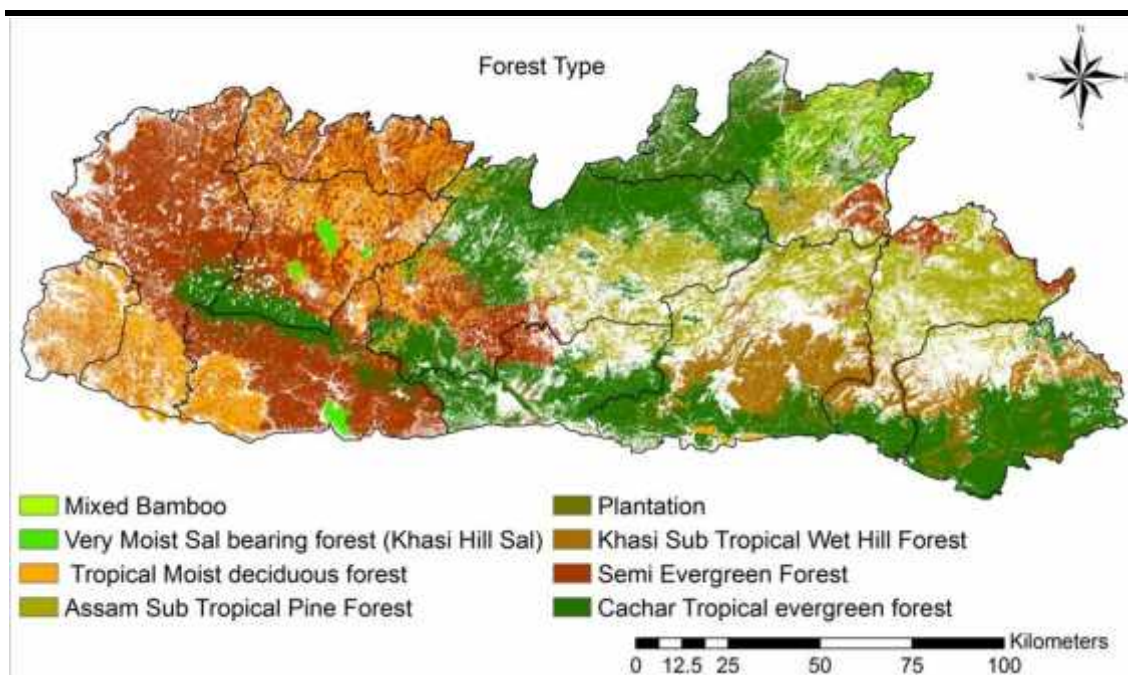 Forest Type
N
W
S
Mixed Bamboo
Very Moist Sal bearing forest (Khasi Hill Sal)
Tropical Moist deciduous forest
Assam Sub Tropical Pine Forest
Plantation
Khasi Sub Tropical Wet Hill Forest
Semi Evergreen Forest
Cachar Tropical evergreen forest
Kilometers
0 12.5 25 50 75 100